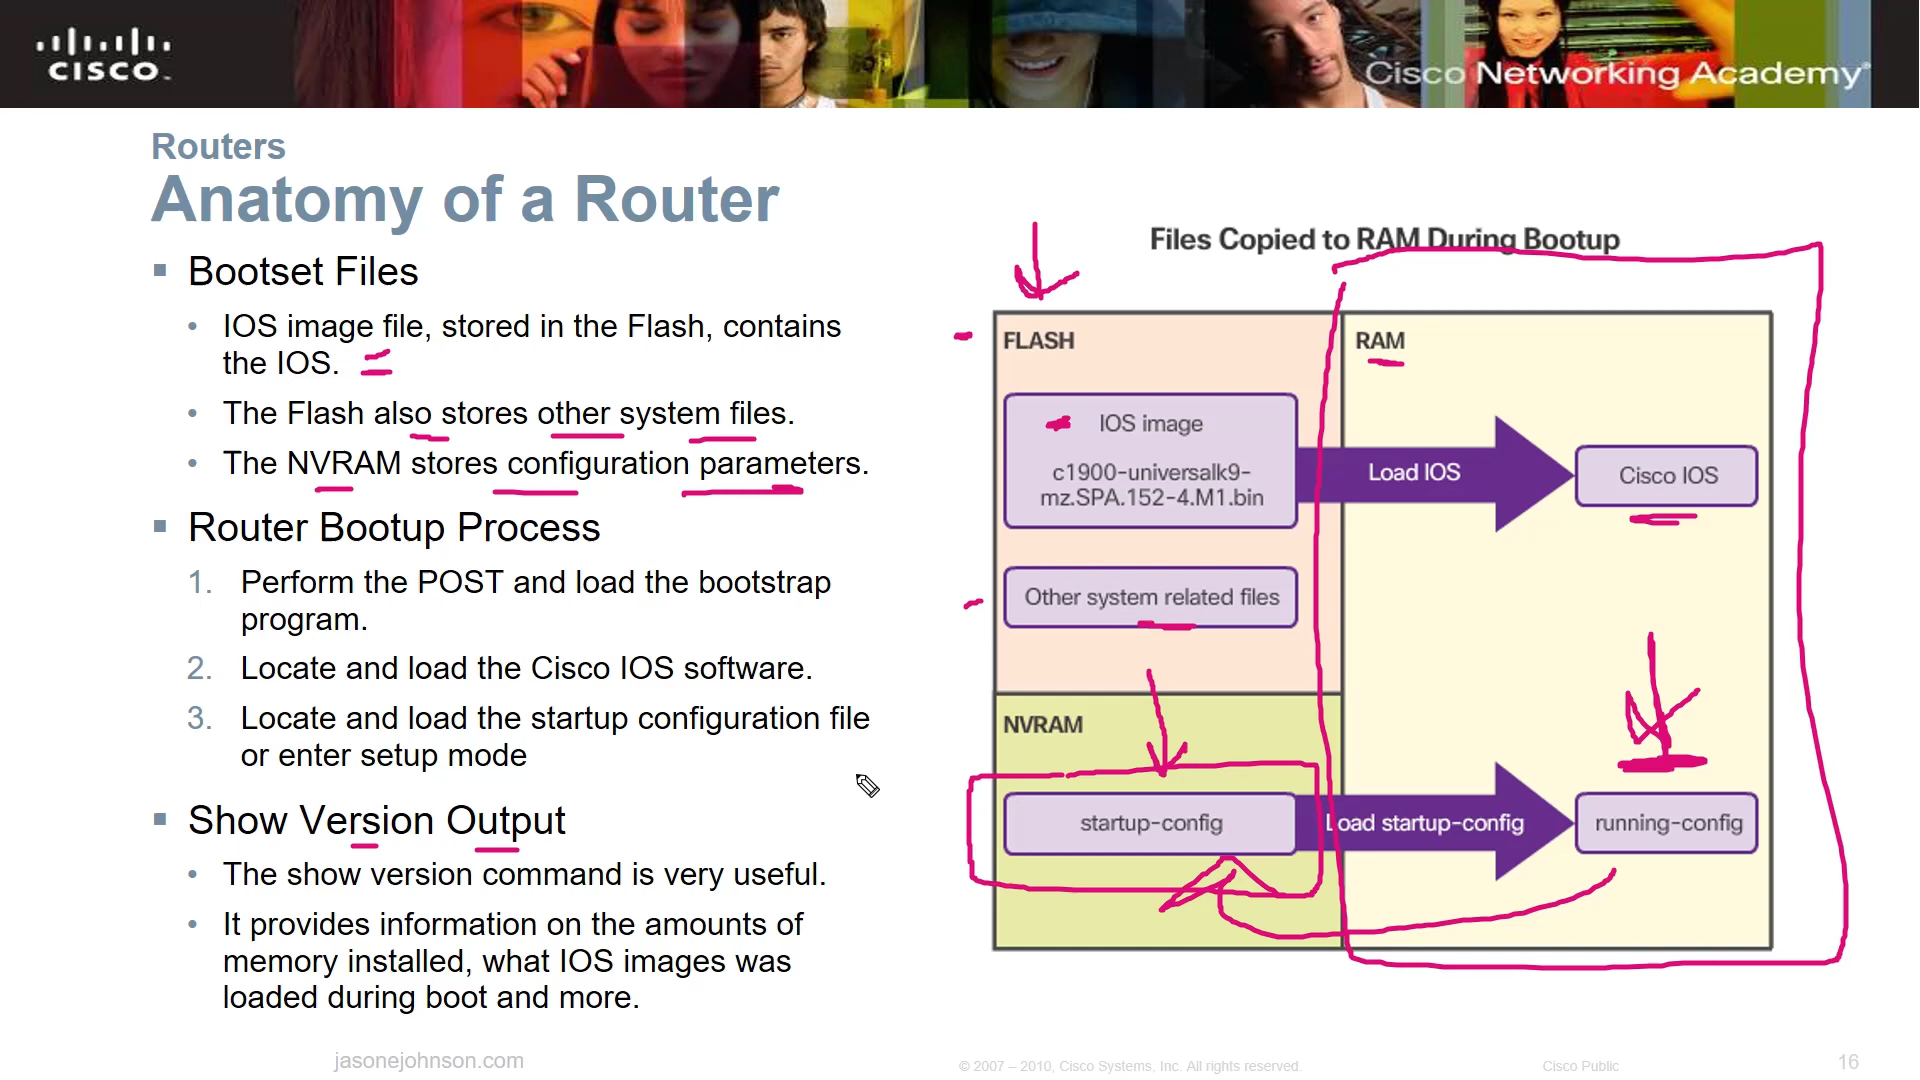 CISCO
Cisco Networking Academy
Routers
Anatomy of a Router
Bootset Files
IOS image file, stored in the Flash, contains
the IOS.
The Flash also stores other system files.
The NVRAM stores configuration parameters.
Router Bootup Process
1. Perform the POST and load the bootstrap
program.
2. Locate and load the Cisco IOS software.
3. Locate and load the startup configuration file
or enter setup mode
Show Version Output
The show version command is very useful.
It provides information on the amounts of
memory installed, what IOS images was
loaded during boot and more.
Files Copied to RAM During Bootup
FLASH
RAM
IOS image
c1900-universalk9-
mz.SPA.152-4.M1.bin
Load IOS
Cisco IOS
Other system related files
NVRAM
startup-config
Load startup-config
running-config
jasonejohnson.com
© 2007 – 2010, Cisco Systems, Inc. All rights reserved.
Cisco Public
16